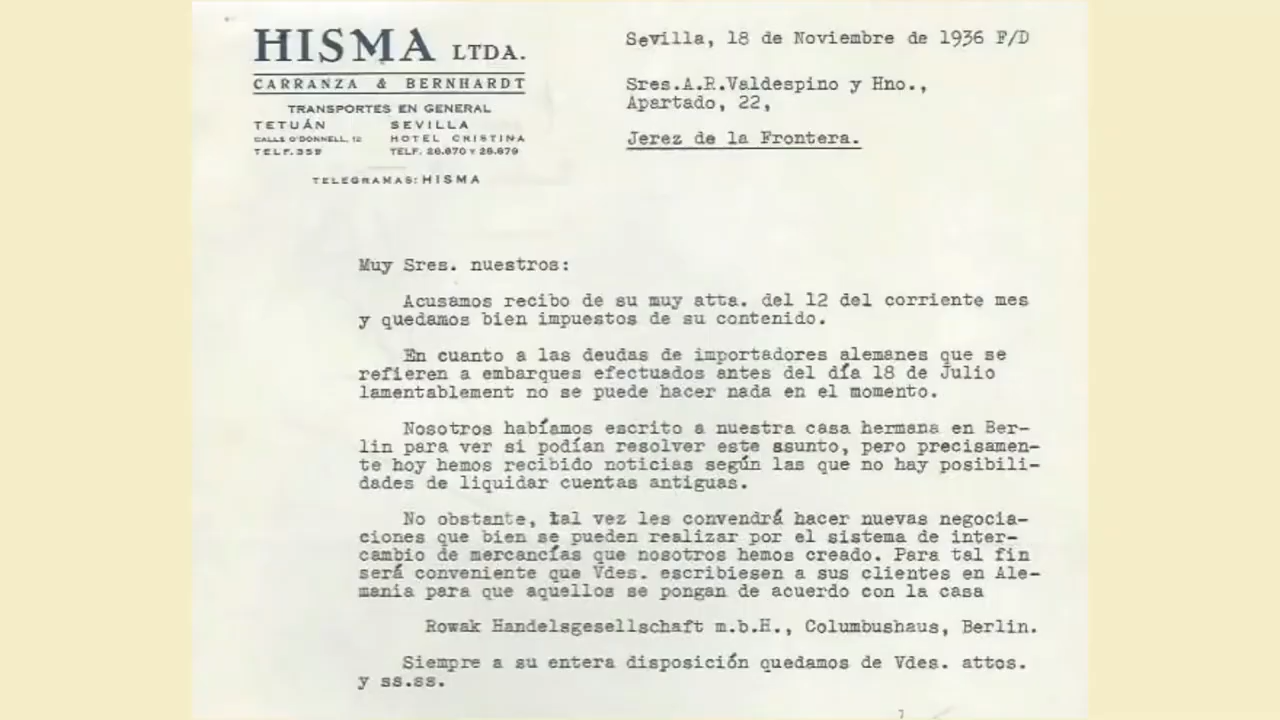 HISMA LTDA.
CARRANZA & BERNHARDT
TRANSPORTES EN GENERAL
TETUÁN SEVILLA
CALLE O'DONNELL, 12 HOTEL CRISTINA
TELF. 359 TELF. 26.670 Y 26.679
TELEGRAMAS: HISMA
Sevilla, 18 de Noviembre de 1936 F/D
Sres.A.R.Valdespino y Hno.,
Apartado, 22,
Jerez de la Frontera.
Muy Sres. nuestros:
Acusamos recibo de su muy atta. del 12 del corriente mes
y quedamos bien impuestos de su contenido.
En cuanto a las deudas de importadores alemanes que se
refieren a embarques efectuados antes del día 18 de Julio
lamentablement no se puede hacer nada en el momento.
Nosotros habíamos escrito a nuestra casa hermana en Ber-
lin para ver si podían resolver este asunto, pero precisamen-
te hoy hemos recibido noticias según las que no hay posibili-
dades de liquidar cuentas antiguas.
No obstante, tal vez les convendrá hacer nuevas negocia-
ciones que bien se pueden realizar por el sistema de inter-
cambio de mercancías que nosotros hemos creado. Para tal fin
será conveniente que Vdes. escribiesen a sus clientes en Ale-
mania para que aquellos se pongan de acuerdo con la casa
Rowak Handelsgesellschaft m.b.H., Columbushaus, Berlin.
Siempre a su entera disposición quedamos de Vdes. attos.
y ss.ss.